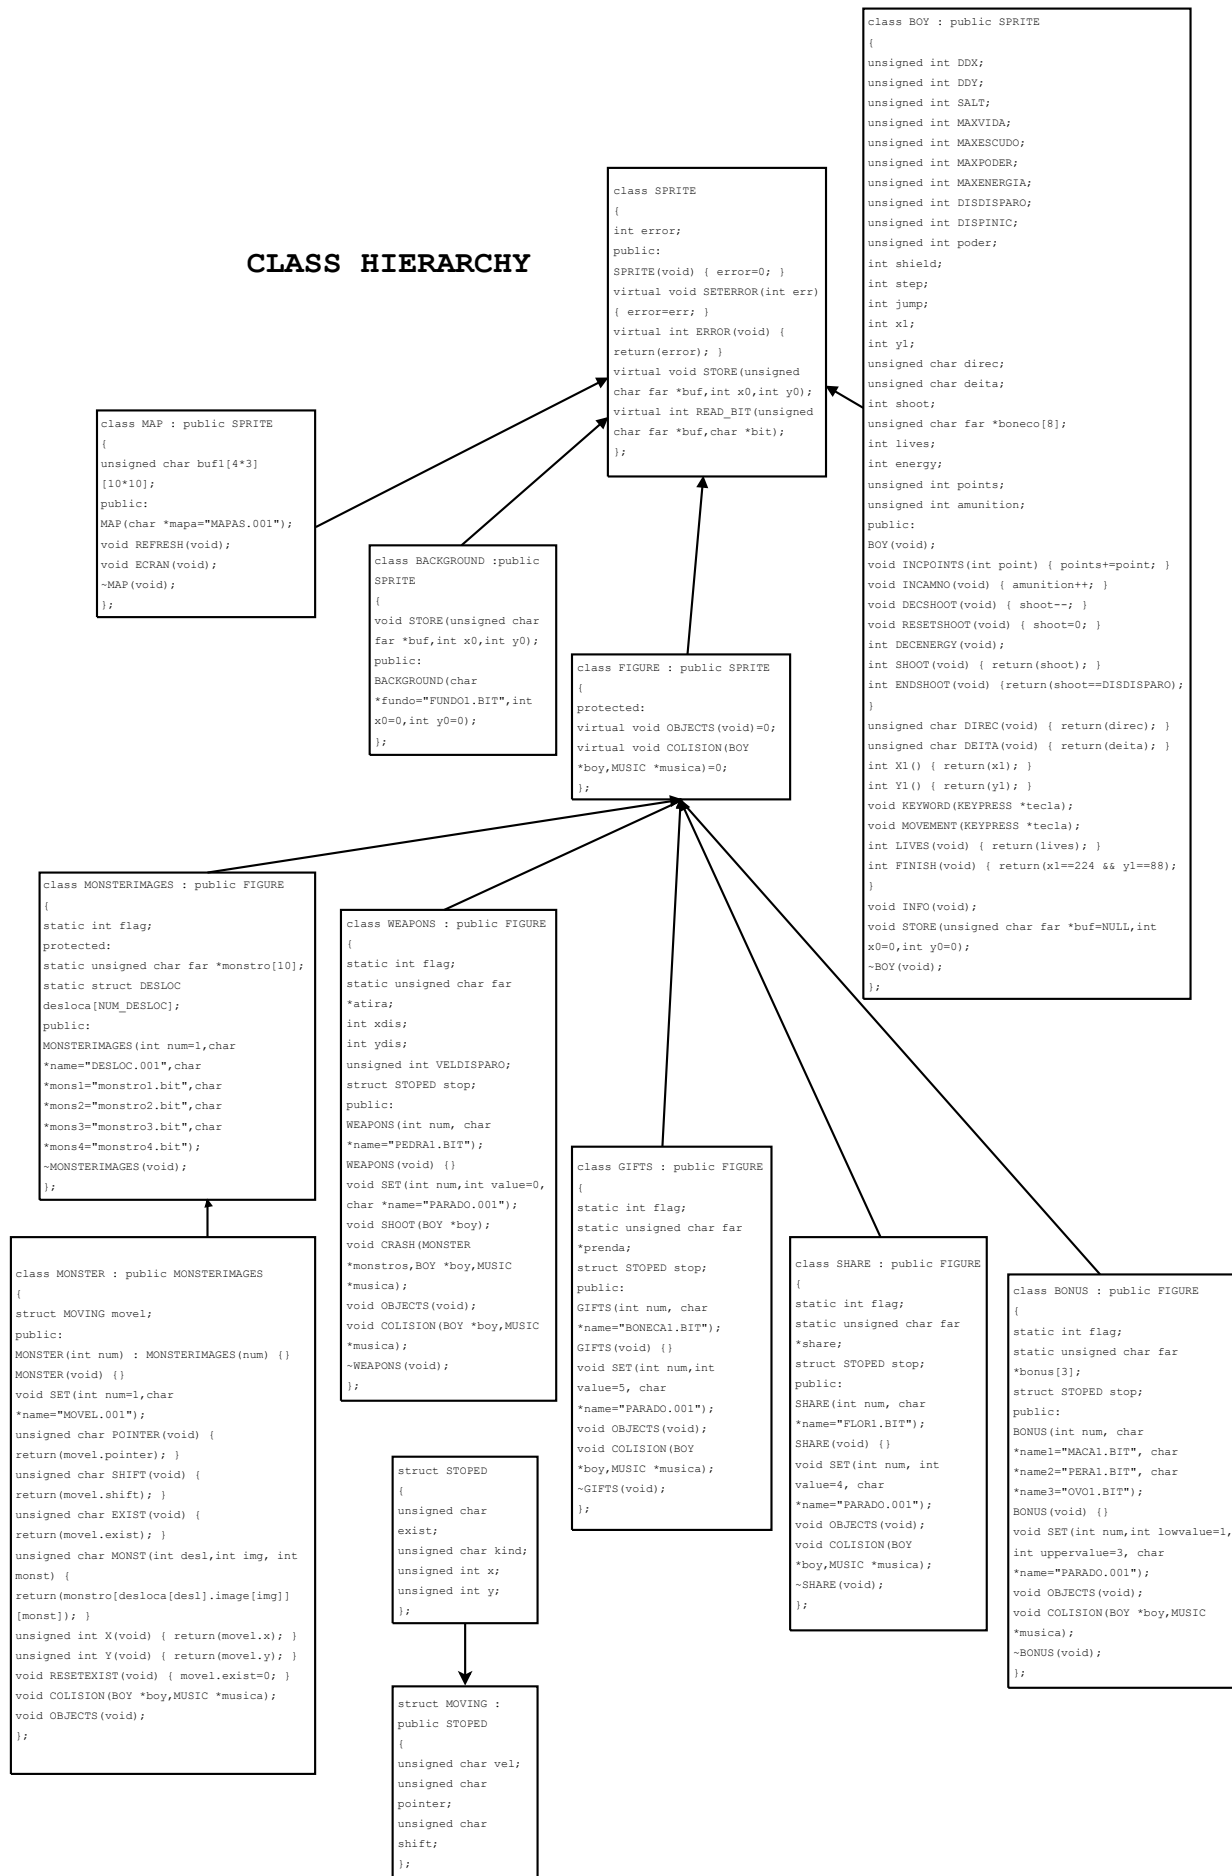 CLASS HIERARCHY
class SPRITE
{
int error;
public:
SPRITE(void) { error=0; }
virtual void SETERROR(int err)
{ error=err; }
virtual int ERROR(void) {
return(error); }
virtual void STORE(unsigned
char far *buf,int x0,int y0);
virtual int READ_BIT(unsigned
char far *buf,char *bit);
};
class BOY : public SPRITE
{
unsigned int DDX;
unsigned int DDY;
unsigned int SALT;
unsigned int MAXVIDA;
unsigned int MAXESCUDO;
unsigned int MAXPODER;
unsigned int MAXENERGIA;
unsigned int DISDISPARO;
unsigned int DISPINIC;
unsigned int poder;
int shield;
int step;
int jump;
int x1;
int y1;
unsigned char direc;
unsigned char deita;
int shoot;
unsigned char far *boneco[8];
int lives;
int energy;
unsigned int points;
unsigned int amunition;
public:
BOY(void);
void INCPOINTS(int point) { points+=point; }
void INCAMNO(void) { amunition++; }
void DECSHOOT(void) { shoot--; }
void RESETSHOOT(void) { shoot=0; }
int DECENERGY(void);
int SHOOT(void) { return(shoot); }
int ENDSHOOT(void) {return(shoot==DISDISPARO);
}
unsigned char DIREC(void) { return(direc); }
unsigned char DEITA(void) { return(deita); }
int X1() { return(x1); }
int Y1() { return(y1); }
void KEYWORD(KEYPRESS *tecla);
void MOVEMENT(KEYPRESS *tecla);
int LIVES(void) { return(lives); }
int FINISH(void) { return(x1==224 && y1==88);
}
void INFO(void);
void STORE(unsigned char far *buf=NULL,int
x0=0,int y0=0);
~BOY(void);
};
class MAP : public SPRITE
{
unsigned char buf1[4*3]
[10*10];
public:
MAP(char *mapa="MAPAS.001");
void REFRESH(void);
void ECRAN(void);
~MAP(void);
};
class BACKGROUND :public
SPRITE
{
void STORE(unsigned char
far *buf,int x0,int y0);
public:
BACKGROUND(char
*fundo="FUNDO1.BIT",int
x0=0,int y0=0);
};
class FIGURE : public SPRITE
{
protected:
virtual void OBJECTS(void)=0;
virtual void COLISION(BOY
*boy,MUSIC *musica)=0;
};
class MONSTERIMAGES : public FIGURE
{
static int flag;
protected:
static unsigned char far *monstro[10];
static struct DESLOC
desloca[NUM_DESLOC];
public:
MONSTERIMAGES(int num=1,char
*name="DESLOC.001",char
*mons1="monstro1.bit",char
*mons2="monstro2.bit",char
*mons3="monstro3.bit",char
*mons4="monstro4.bit");
~MONSTERIMAGES(void);
};
class WEAPONS : public FIGURE
{
static int flag;
static unsigned char far
*atira;
int xdis;
int ydis;
unsigned int VELDISPARO;
struct STOPED stop;
public:
WEAPONS(int num, char
*name="PEDRA1.BIT");
WEAPONS(void) {}
void SET(int num,int value=0,
char *name="PARADO.001");
void SHOOT(BOY *boy);
void CRASH(MONSTER
*monstros,BOY *boy,MUSIC
*musica);
void OBJECTS(void);
void COLISION(BOY *boy,MUSIC
*musica);
~WEAPONS(void);
};
class GIFTS : public FIGURE
{
static int flag;
static unsigned char far
*prenda;
struct STOPED stop;
public:
GIFTS(int num, char
*name="BONECA1.BIT");
GIFTS(void) {}
void SET(int num,int
value=5, char
*name="PARADO.001");
void OBJECTS(void);
void COLISION(BOY
*boy,MUSIC *musica);
~GIFTS(void);
};
class SHARE : public FIGURE
{
static int flag;
static unsigned char far
*share;
struct STOPED stop;
public:
SHARE(int num, char
*name="FLOR1.BIT");
SHARE(void) {}
void SET(int num, int
value=4, char
*name="PARADO.001");
void OBJECTS(void);
void COLISION(BOY
*boy,MUSIC *musica);
~SHARE(void);
};
class BONUS : public FIGURE
{
static int flag;
static unsigned char far
*bonus[3];
struct STOPED stop;
public:
BONUS(int num, char
*name1="MACA1.BIT", char
*name2="PERA1.BIT", char
*name3="OVO1.BIT");
BONUS(void) {}
void SET(int num,int lowvalue=1,
int uppervalue=3, char
*name="PARADO.001");
void OBJECTS(void);
void COLISION(BOY *boy,MUSIC
*musica);
~BONUS(void);
};
class MONSTER : public MONSTERIMAGES
{
struct MOVING movel;
public:
MONSTER(int num) : MONSTERIMAGES(num) {}
MONSTER(void) {}
void SET(int num=1,char
*name="MOVEL.001");
unsigned char POINTER(void) {
return(movel.pointer); }
unsigned char SHIFT(void) {
return(movel.shift); }
unsigned char EXIST(void) {
return(movel.exist); }
unsigned char MONST(int desl,int img, int
monst) {
return(monstro[desloca[desl].image[img]]
[monst]); }
unsigned int X(void) { return(movel.x); }
unsigned int Y(void) { return(movel.y); }
void RESETEXIST(void) { movel.exist=0; }
void COLISION(BOY *boy,MUSIC *musica);
void OBJECTS(void);
};
struct STOPED
{
unsigned char
exist;
unsigned char kind;
unsigned int x;
unsigned int y;
};
struct MOVING :
public STOPED
{
unsigned char vel;
unsigned char
pointer;
unsigned char
shift;
};